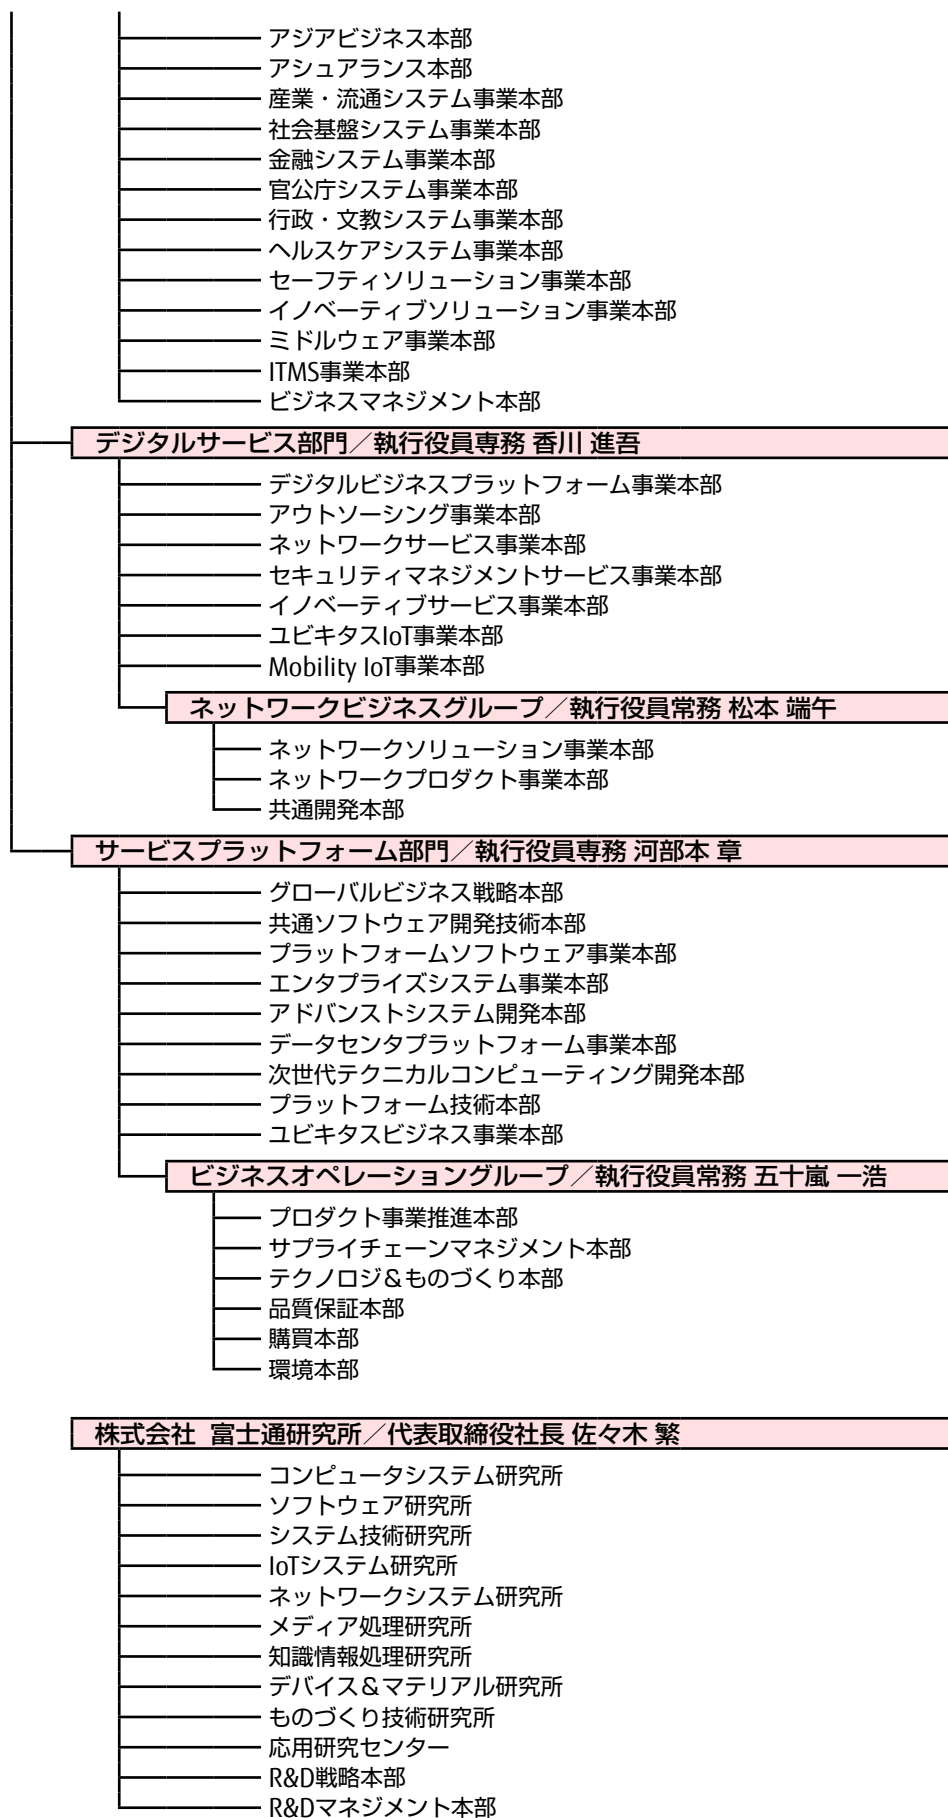 アジアビジネス本部
アシュアランス本部
産業・流通システム事業本部
社会基盤システム事業本部
金融システム事業本部
官公庁システム事業本部
行政・文教システム事業本部
ヘルスケアシステム事業本部
セーフティソリューション事業本部
イノベーティブソリューション事業本部
ミドルウェア事業本部
ITMS事業本部
ビジネスマネジメント本部
デジタルサービス部門／執行役員専務 香川 進吾
デジタルビジネスプラットフォーム事業本部
アウトソーシング事業本部
ネットワークサービス事業本部
セキュリティマネジメントサービス事業本部
イノベーティブサービス事業本部
ユビキタスIoT事業本部
Mobility IoT事業本部
ネットワークビジネスグループ／執行役員常務 松本 端午
ネットワークソリューション事業本部
ネットワークプロダクト事業本部
共通開発本部
サービスプラットフォーム部門／執行役員専務 河部本 章
グローバルビジネス戦略本部
共通ソフトウェア開発技術本部
プラットフォームソフトウェア事業本部
エンタプライズシステム事業本部
アドバンストシステム開発本部
データセンタプラットフォーム事業本部
次世代テクニカルコンピューティング開発本部
プラットフォーム技術本部
ユビキタスビジネス事業本部
ビジネスオペレーショングループ／執行役員常務 五十嵐 一浩
プロダクト事業推進本部
サプライチェーンマネジメント本部
テクノロジ＆ものづくり本部
品質保証本部
購買本部
環境本部
株式会社 富士通研究所／代表取締役社長 佐々木 繁
コンピュータシステム研究所
ソフトウェア研究所
システム技術研究所
IoTシステム研究所
ネットワークシステム研究所
メディア処理研究所
知識情報処理研究所
デバイス＆マテリアル研究所
ものづくり技術研究所
応用研究センター
R&D戦略本部
R&Dマネジメント本部